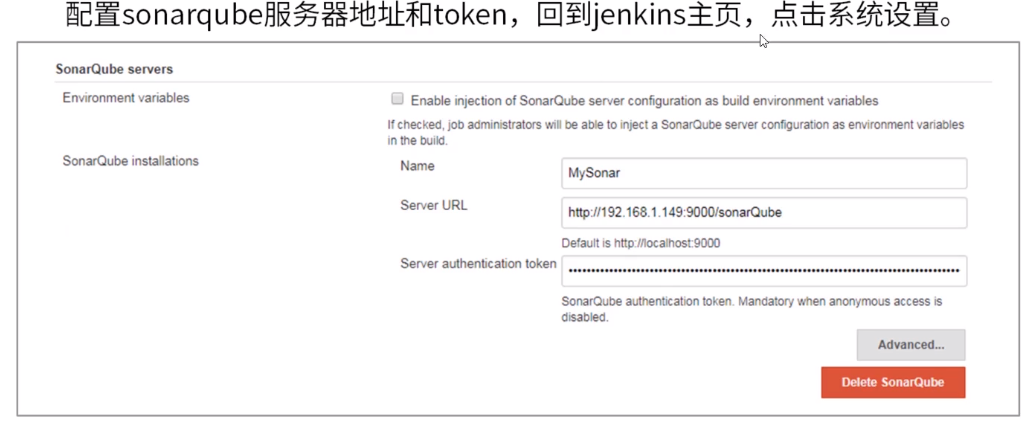 配置sonarqube服务器地址和token，回到jenkins主页，点击系统设置。
SonarQube servers
Environment variables
Enable injection of SonarQube server configuration as build environment variables
If checked, job administrators will be able to inject a SonarQube server configuration as environment variables
in the build.
SonarQube installations
Name
MySonar
Server URL
http://192.168.1.149:9000/sonarQube
Default is http://localhost:9000
Server authentication token
SonarQube authentication token. Mandatory when anonymous access is
disabled.
Advanced...
Delete SonarQube